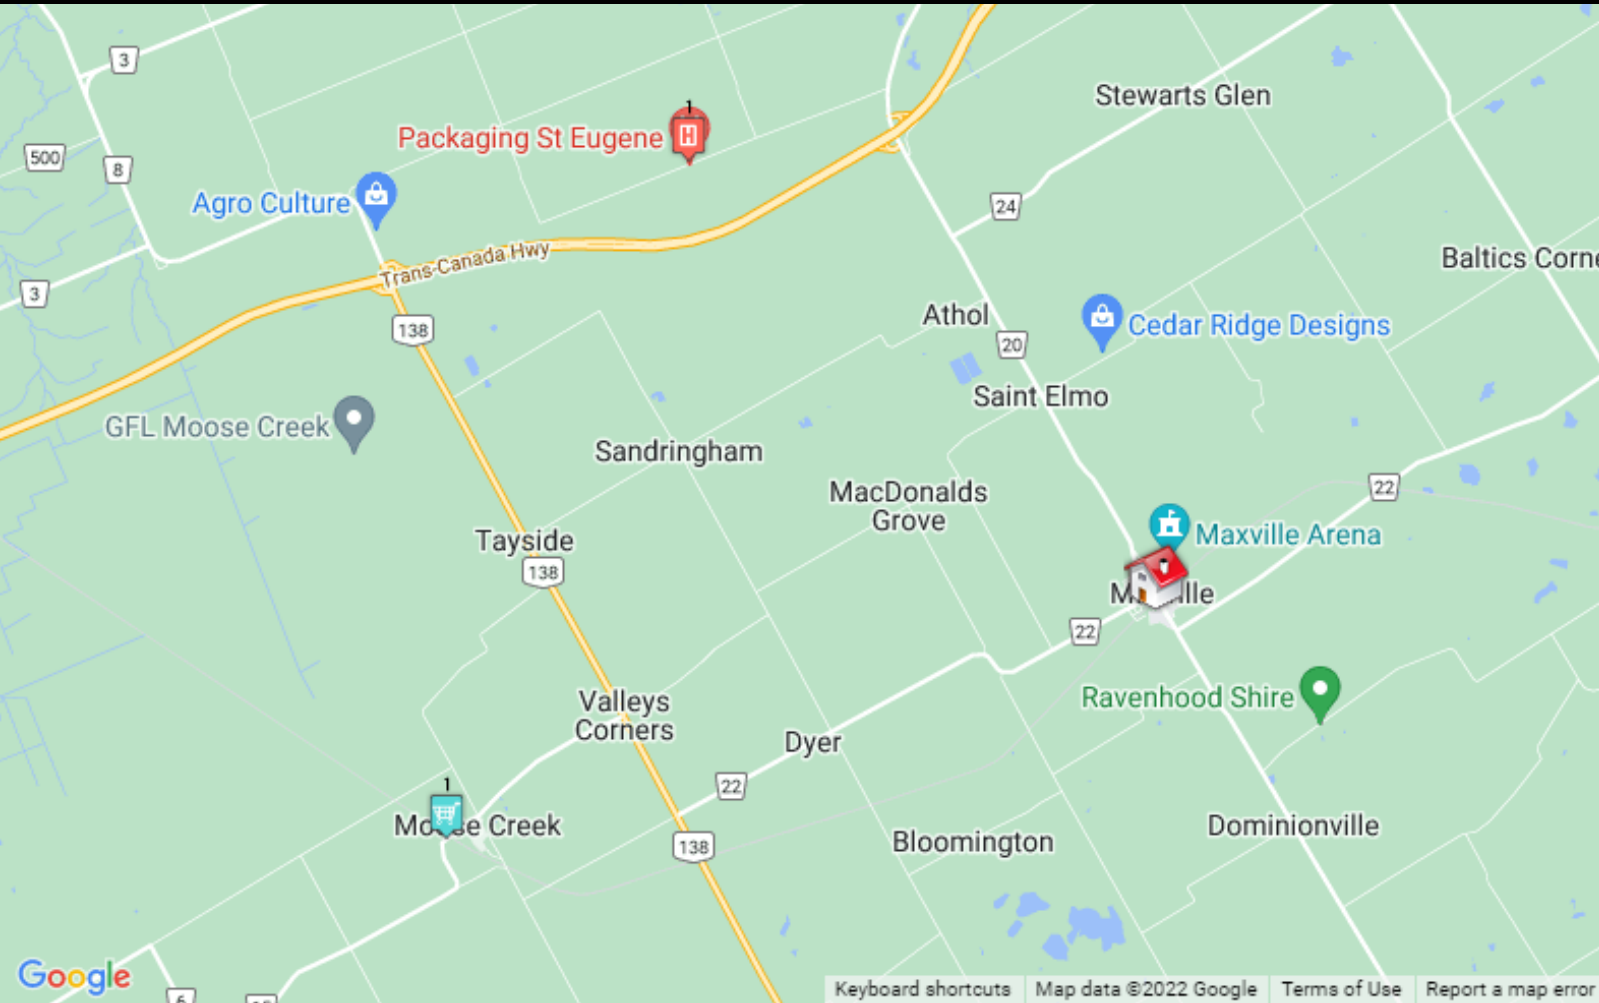 3
Stewarts Glen
1
H
Packaging St Eugene
500
8
Agro Culture
24
Trans-Canada Hwy
Baltics Corne
3
138
Athol
Cedar Ridge Designs
20
Saint Elmo
GFL Moose Creek
Sandringham
MacDonalds
Grove
22
Maxville Arena
Tayside
138
22
Valleys
Corners
Ravenhood Shire
Dyer
22
1
Creek
138
Bloomington
Dominionville
Google
6
Keyboard shortcuts
Map data ©2022 Google
Terms of Use
Report a map error